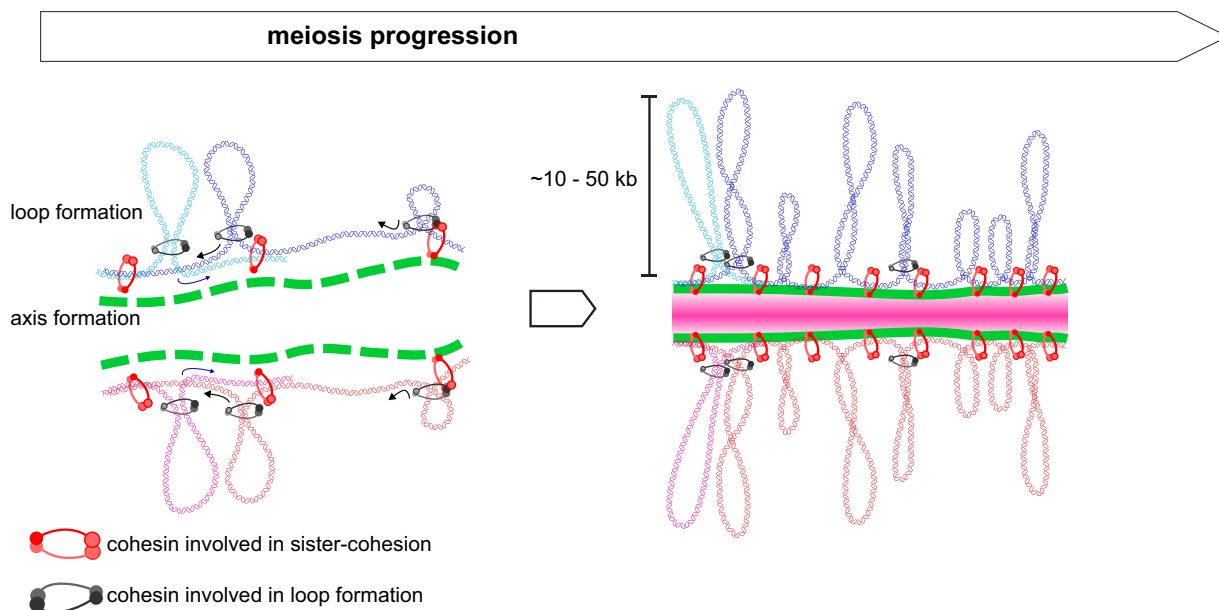 meiosis progression
loop formation
axis formation
~10 - 50 kb
cohesin involved in sister-cohesion
cohesin involved in loop formation